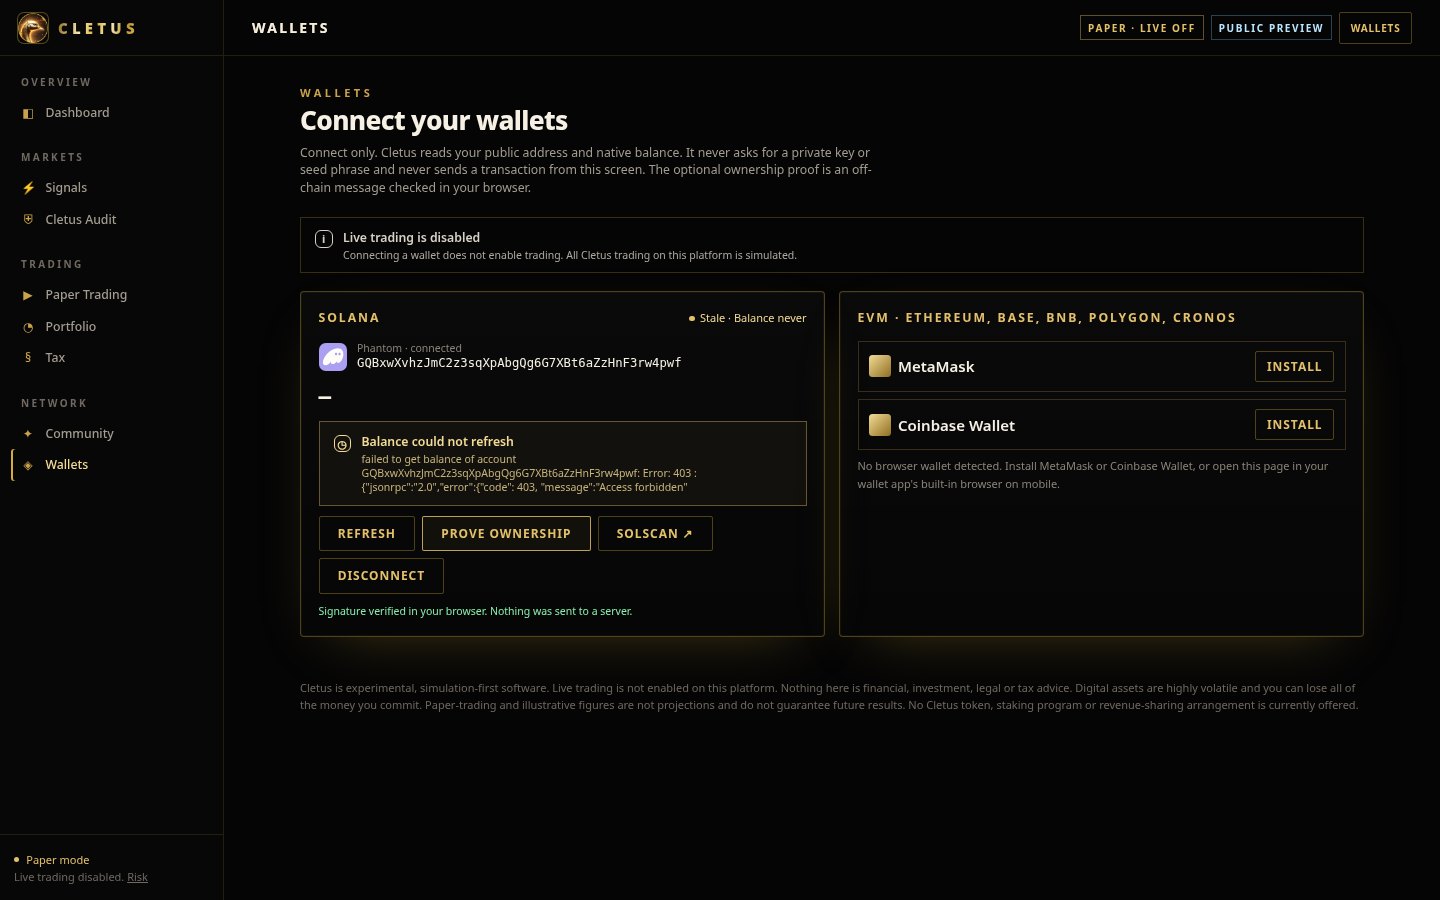 CLETUS
WALLETS
PAPER · LIVE OFF
PUBLIC PREVIEW
WALLETS
OVERVIEW
Dashboard
MARKETS
Signals
Cletus Audit
TRADING
Paper Trading
Portfolio
§ Tax
NETWORK
Community
Wallets
WALLETS
Connect your wallets
Connect only. Cletus reads your public address and native balance. It never asks for a private key or
seed phrase and never sends a transaction from this screen. The optional ownership proof is an off-
chain message checked in your browser.
i
Live trading is disabled
Connecting a wallet does not enable trading. All Cletus trading on this platform is simulated.
SOLANA
Stale · Balance never
Phantom · connected
GQBxwXvhzJmC2z3sqXpAbgQg6G7XBt6aZzHnF3rw4pwf
—
Balance could not refresh
failed to get balance of account
GQBxwXvhzJmC2z3sqXpAbgQg6G7XBt6aZzHnF3rw4pwf: Error: 403 :
{"jsonrpc":"2.0","error":{"code": 403, "message":"Access forbidden"
REFRESH
PROVE OWNERSHIP
SOLSCAN ↗
DISCONNECT
Signature verified in your browser. Nothing was sent to a server.
EVM · ETHEREUM, BASE, BNB, POLYGON, CRONOS
MetaMask
INSTALL
Coinbase Wallet
INSTALL
No browser wallet detected. Install MetaMask or Coinbase Wallet, or open this page in your
wallet app's built-in browser on mobile.
Cletus is experimental, simulation-first software. Live trading is not enabled on this platform. Nothing here is financial, investment, legal or tax advice. Digital assets are highly volatile and you can lose all of
the money you commit. Paper-trading and illustrative figures are not projections and do not guarantee future results. No Cletus token, staking program or revenue-sharing arrangement is currently offered.
Paper mode
Live trading disabled. Risk